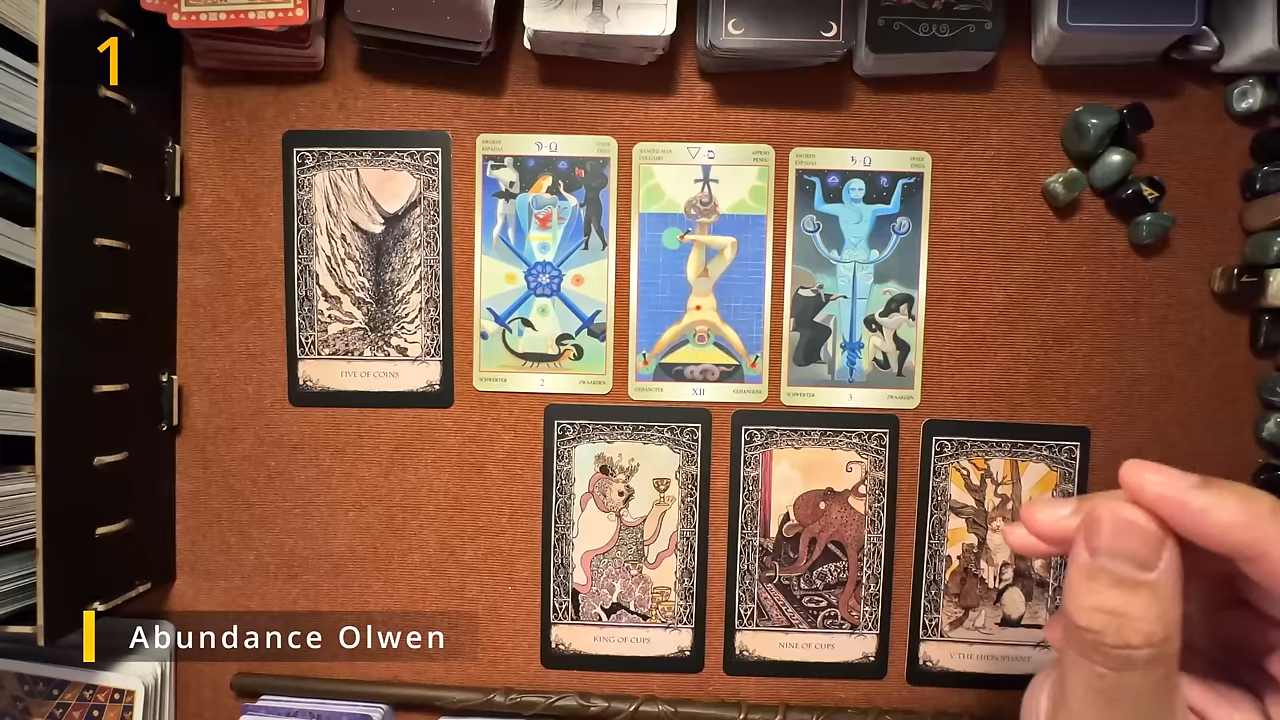 1
FIVE OF COINS
SWORDS
ESPADAS
SPADE
EPEES
SCHWERTER
2
ZWAARDEN
HANGED MAN
COLGADO
APPESO
PENDU
GEHANGTER
XII
GEHANGENE
SWORDS
ESPADAS
SPADE
EPEES
SCHWERTER
3
ZWAARDEN
KING OF CUPS
NINE OF CUPS
V THE HIEROPHANT
Abundance Olwen